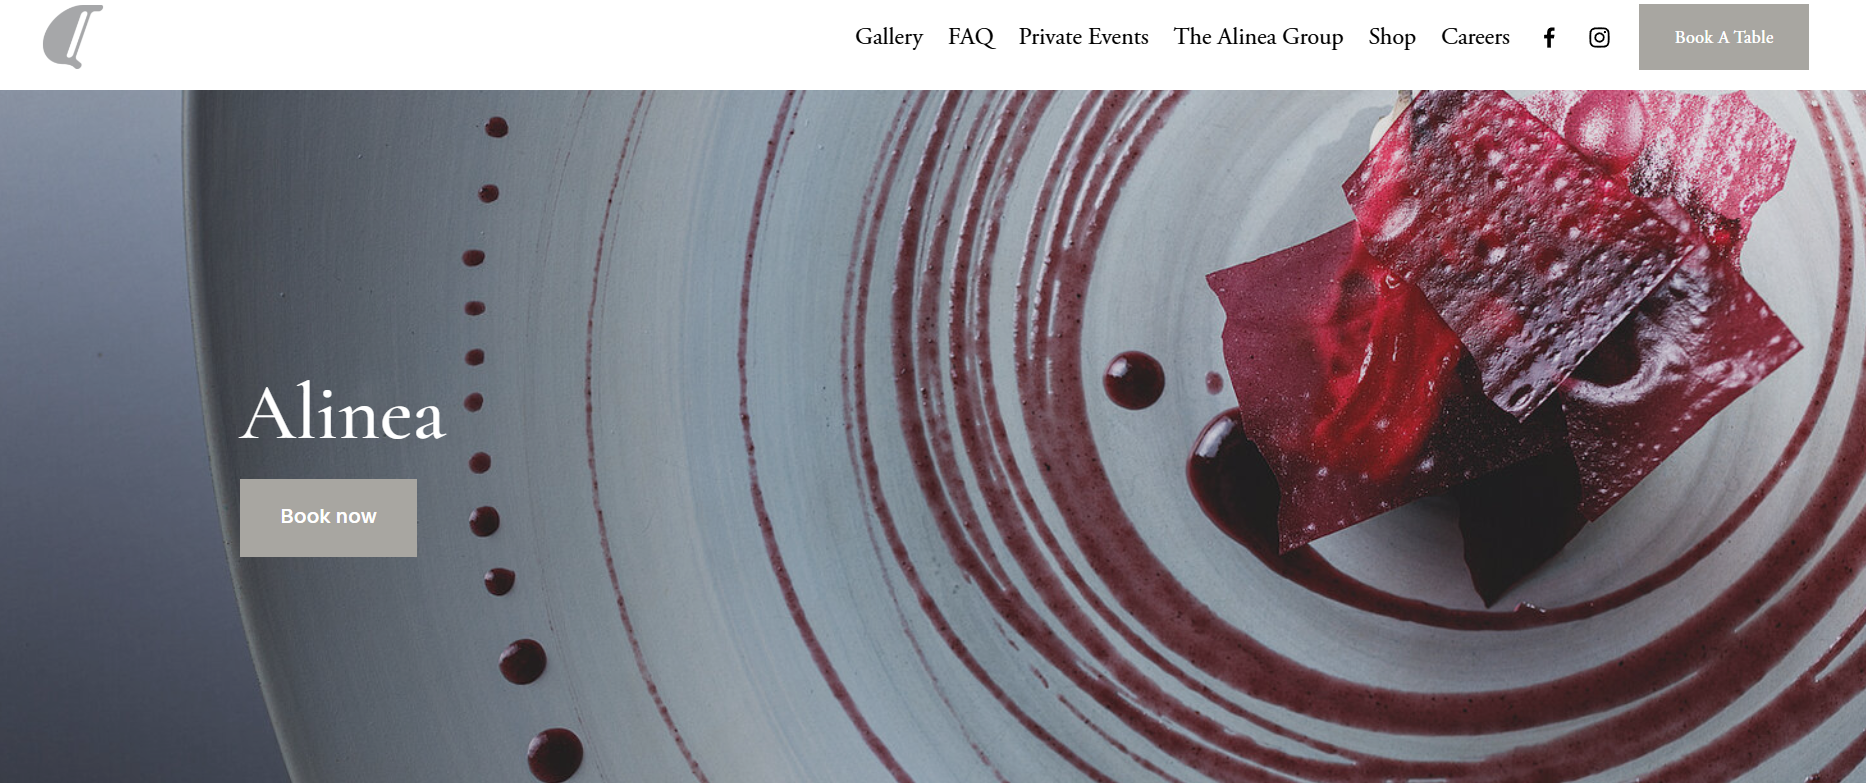 Gallery FAQ Private Events The Alinea Group Shop Careers Book A Table
Alinea
Book now